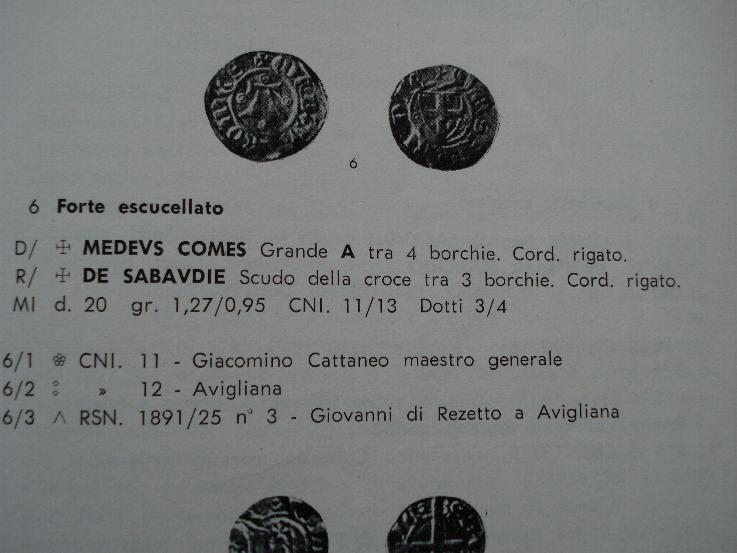 6
6 Forte escucellato
D/ ☩ MEDEVS COMES Grande A tra 4 borchie. Cord. rigato.
R/ ☩ DE SABAVDIE Scudo della croce tra 3 borchie. Cord. rigato.
MI d. 20 gr. 1,27/0,95 CNI. 11/13 Dotti 3/4
6/1 ❀ CNI. 11 - Giacomino Cattaneo maestro generale
6/2 ° » 12 - Avigliana
6/3 ∧ RSN. 1891/25 n° 3 - Giovanni di Rezetto a Avigliana